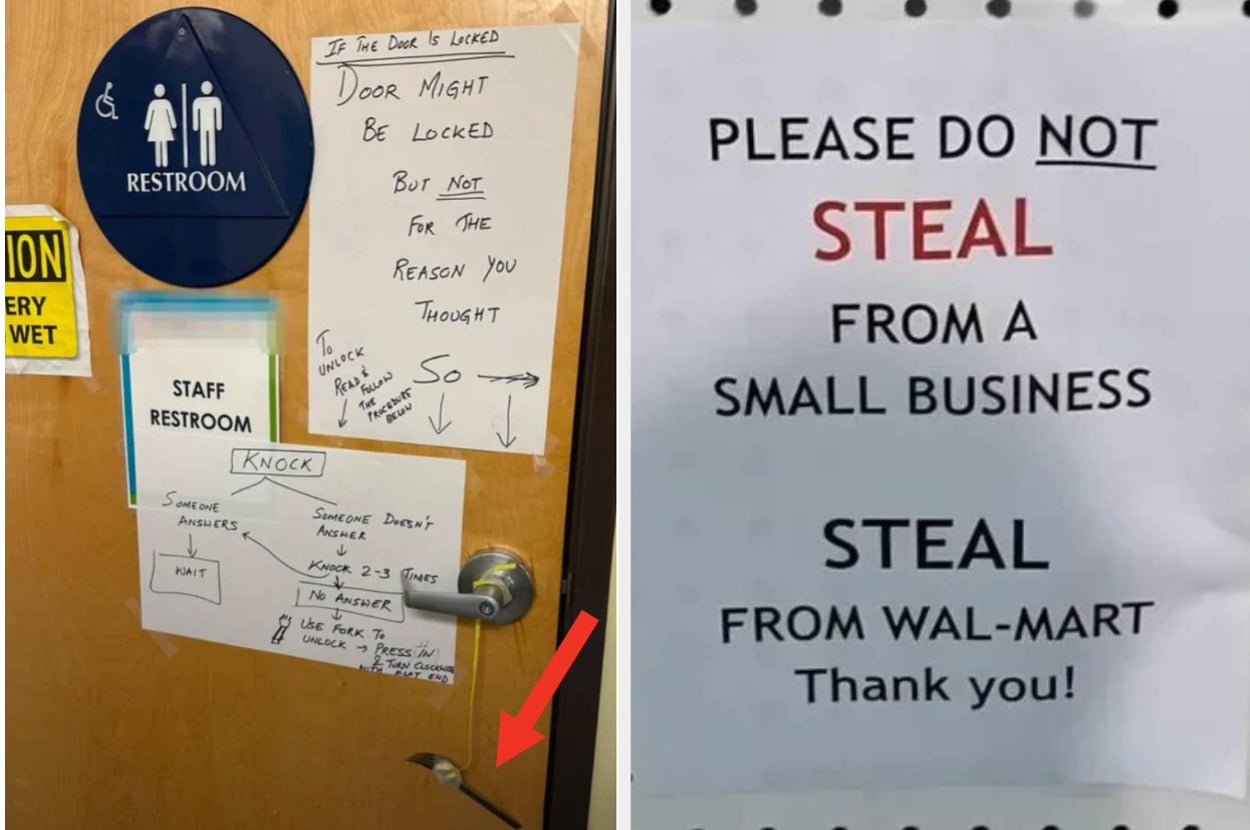 RESTROOM
ION
ERY
WET
STAFF
RESTROOM
IF THE DOOR IS LOCKED
DOOR MIGHT
BE LOCKED
BUT NOT
FOR THE
REASON YOU
THOUGHT
SO
TO
UNLOCK
READ &
FOLLOW
THE
PROCEDURE
BELOW
KNOCK
SOMEONE
ANSWERS
WAIT
SOMEONE DOESN'T
ANSWER
KNOCK 2-3 TIMES
NO ANSWER
USE FORK TO
UNLOCK → PRESS IN
& TURN CLOCKWISE
WITH FLAT END
PLEASE DO NOT
STEAL
FROM A
SMALL BUSINESS
STEAL
FROM WAL-MART
Thank you!